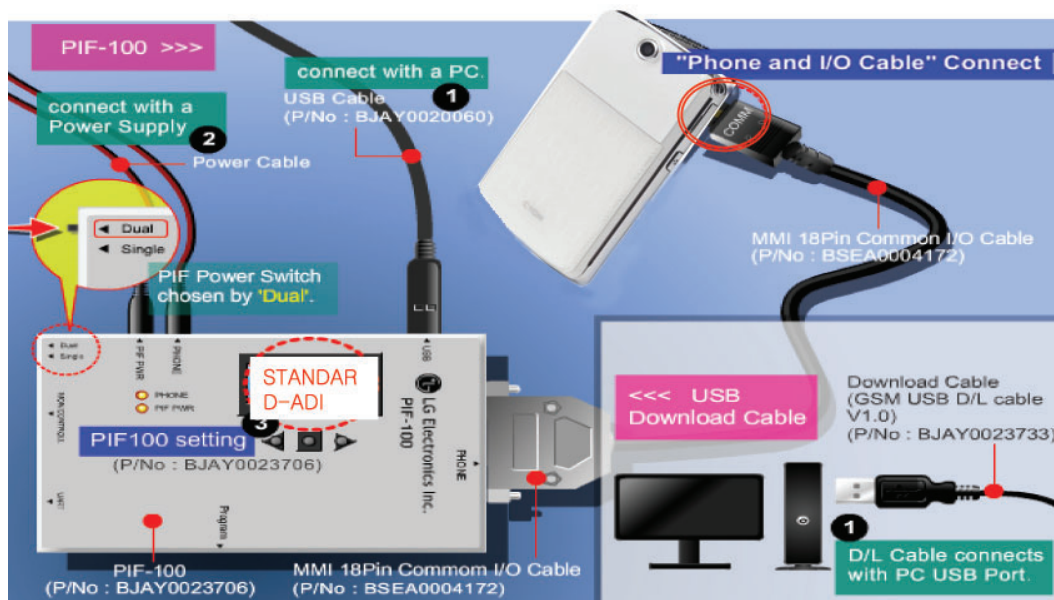 PIF-100 >>>
connect with a PC.
1
USB Cable
(P/No : BJAY0020060)
connect with a
Power Supply
2
Power Cable
"Phone and I/O Cable" Connect
COMM
MMI 18Pin Common I/O Cable
(P/No : BSEA0004172)
Dual
Single
PIF Power Switch
chosen by 'Dual'.
Dual
Single
PIF PWR
PHONE
USB
STANDAR
D-ADI
PHONE
PIF PWR
LG Electronics Inc.
PIF-100
PHONE
3
PIF100 setting
(P/No : BJAY0023706)
UART
Program
PIF-100
(P/No : BJAY0023706)
MMI 18Pin Commom I/O Cable
(P/No : BSEA0004172)
<<< USB
Download Cable
Download Cable
(GSM USB D/L cable
V1.0)
(P/No : BJAY0023733)
1
D/L Cable connects
with PC USB Port.